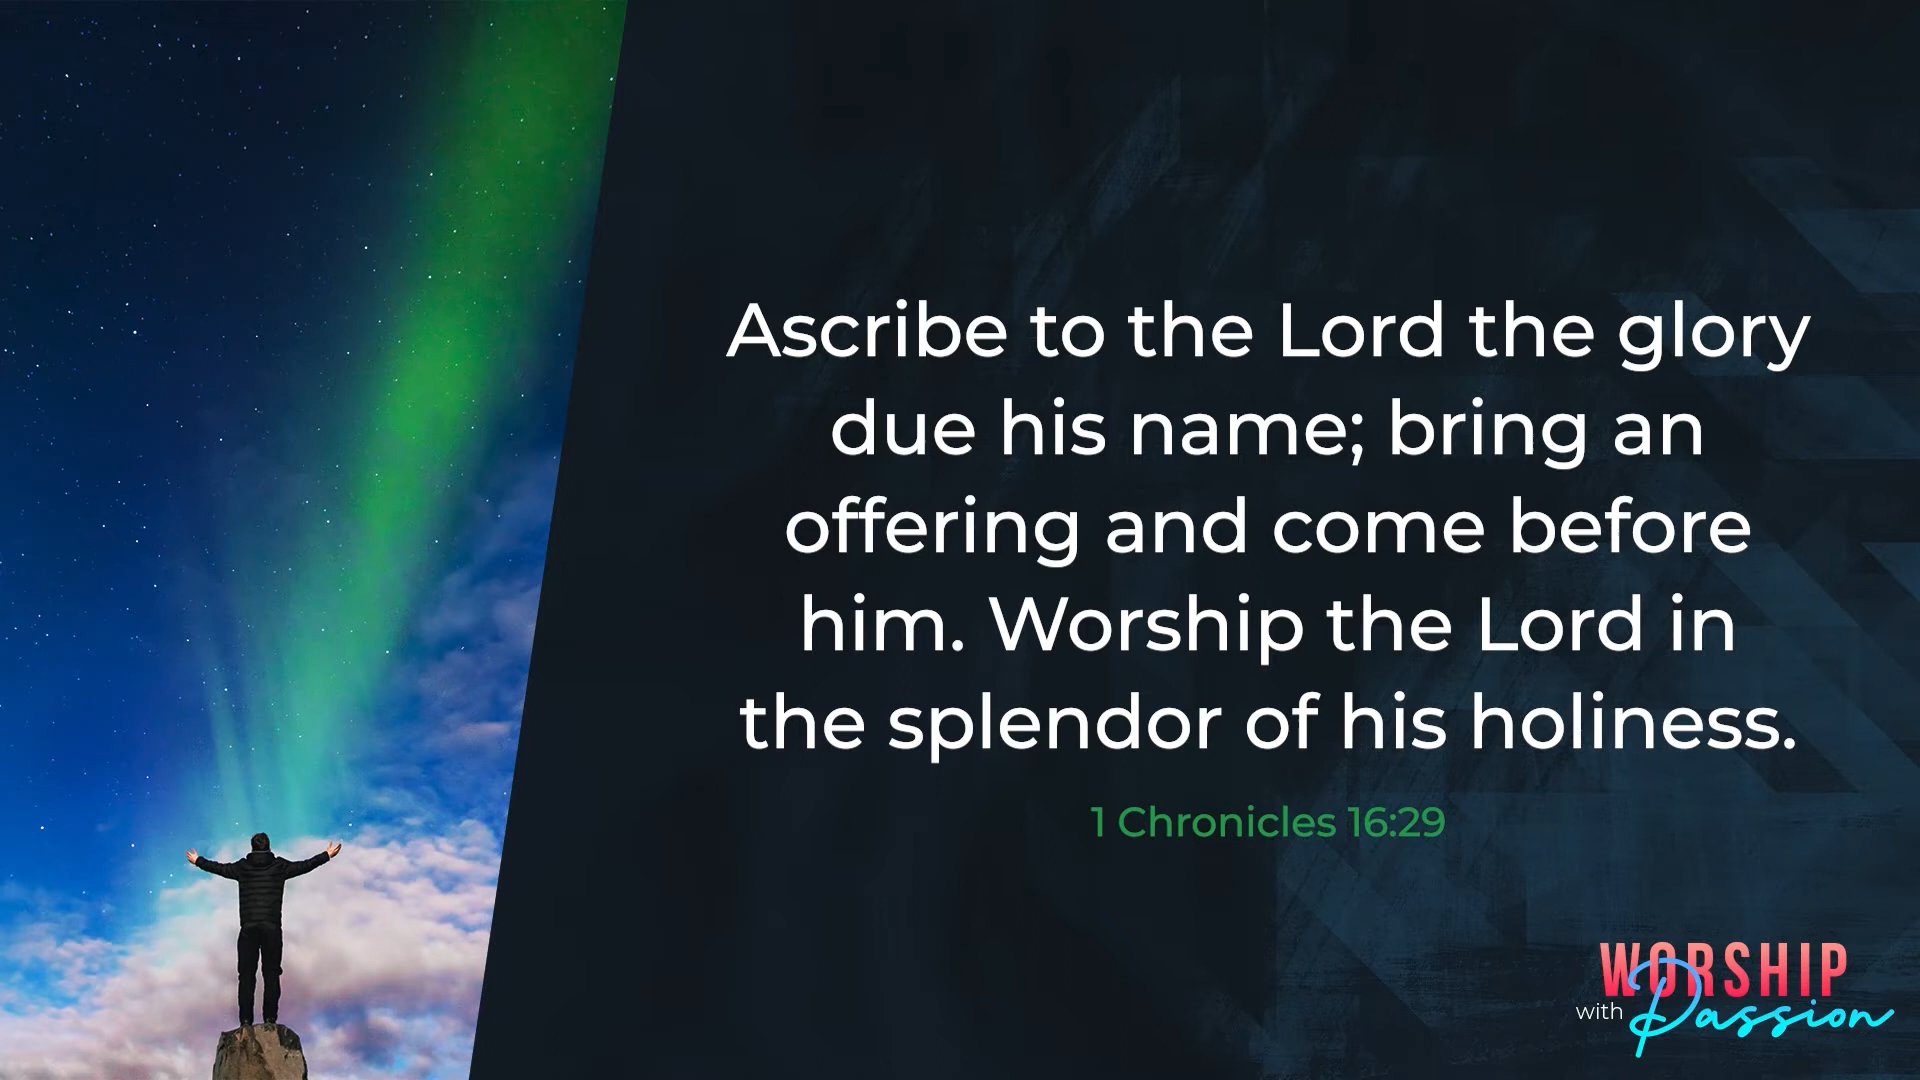 Ascribe to the Lord the glory
due his name; bring an
offering and come before
him. Worship the Lord in
the splendor of his holiness.
1 Chronicles 16:29
WORSHIP
with Passion